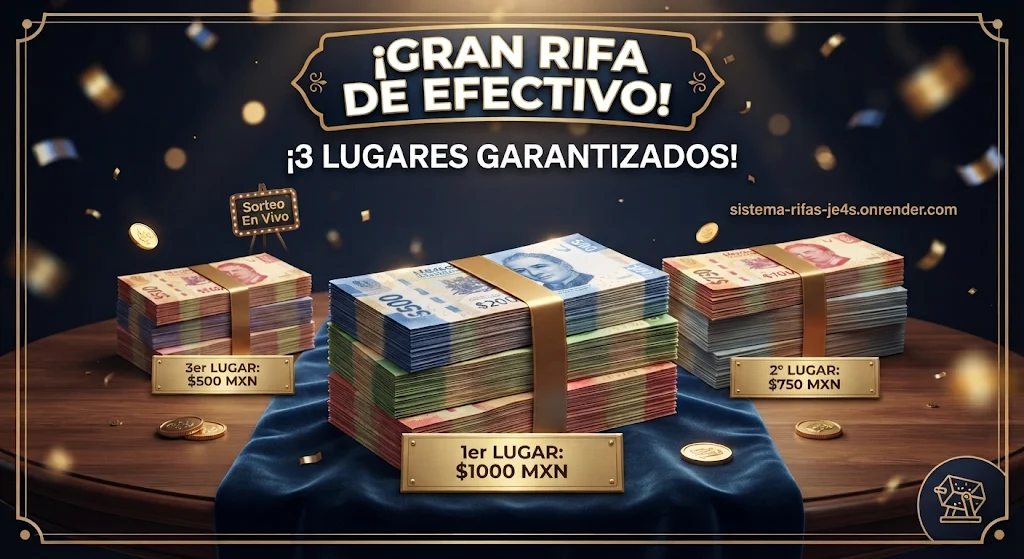 ¡GRAN RIFA
DE EFECTIVO!
¡3 LUGARES GARANTIZADOS!
Sorteo
En Vivo
sistema-rifas-je4s.onrender.com
3er LUGAR:
$500 MXN
2° LUGAR:
$750 MXN
1er LUGAR:
$1000 MXN